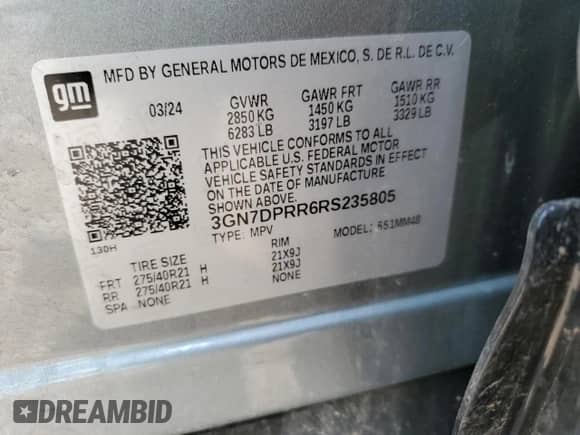 gm
MFD BY GENERAL MOTORS DE MEXICO, S. DE R.L. DE C.V.
03/24 GVWR GAWR FRT GAWR RR
2850 KG 1450 KG 1510 KG
6283 LB 3197 LB 3329 LB
THIS VEHICLE CONFORMS TO ALL
APPLICABLE U.S. FEDERAL MOTOR
VEHICLE SAFETY STANDARDS IN EFFECT
ON THE DATE OF MANUFACTURE
SHOWN ABOVE.
3GN7DPRR6RS235805
TYPE: MPV MODEL: 651MM48
130H
TIRE SIZE RIM
FRT 275/40R21 H 21X9J
RR 275/40R21 H 21X9J
SPA NONE NONE
DREAMBID